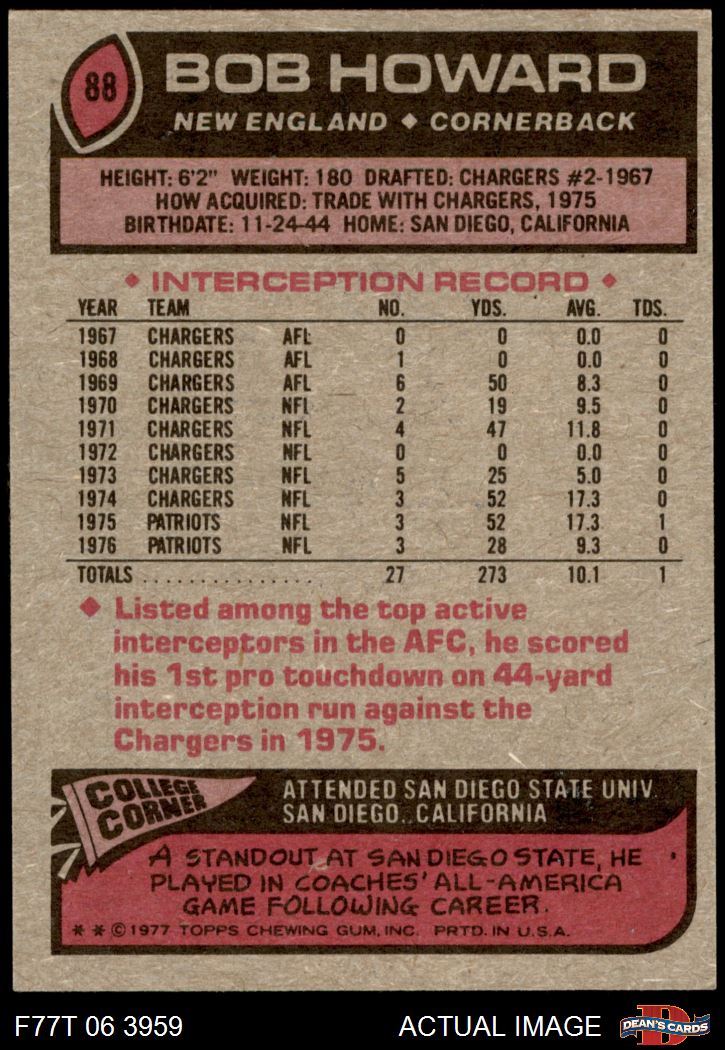 88
BOB HOWARD
NEW ENGLAND ◆ CORNERBACK
HEIGHT: 6'2" WEIGHT: 180 DRAFTED: CHARGERS #2-1967
HOW ACQUIRED: TRADE WITH CHARGERS, 1975
BIRTHDATE: 11-24-44 HOME: SAN DIEGO, CALIFORNIA
◆ INTERCEPTION RECORD ◆
YEAR TEAM NO. YDS. AVG. TDS.
1967 CHARGERS AFL 0 0 0.0 0
1968 CHARGERS AFL 1 0 0.0 0
1969 CHARGERS AFL 6 50 8.3 0
1970 CHARGERS NFL 2 19 9.5 0
1971 CHARGERS NFL 4 47 11.8 0
1972 CHARGERS NFL 0 0 0.0 0
1973 CHARGERS NFL 5 25 5.0 0
1974 CHARGERS NFL 3 52 17.3 0
1975 PATRIOTS NFL 3 52 17.3 1
1976 PATRIOTS NFL 3 28 9.3 0
TOTALS ................ 27 273 10.1 1
◆ Listed among the top active
interceptors in the AFC, he scored
his 1st pro touchdown on 44-yard
interception run against the
Chargers in 1975.
COLLEGE
CORNER
ATTENDED SAN DIEGO STATE UNIV.
SAN DIEGO, CALIFORNIA
A STANDOUT AT SAN DIEGO STATE, HE
PLAYED IN COACHES' ALL-AMERICA
GAME FOLLOWING CAREER.
* * © 1977 TOPPS CHEWING GUM, INC. PRTD. IN U.S.A.
F77T 06 3959 ACTUAL IMAGE
D
DEAN'S CARDS